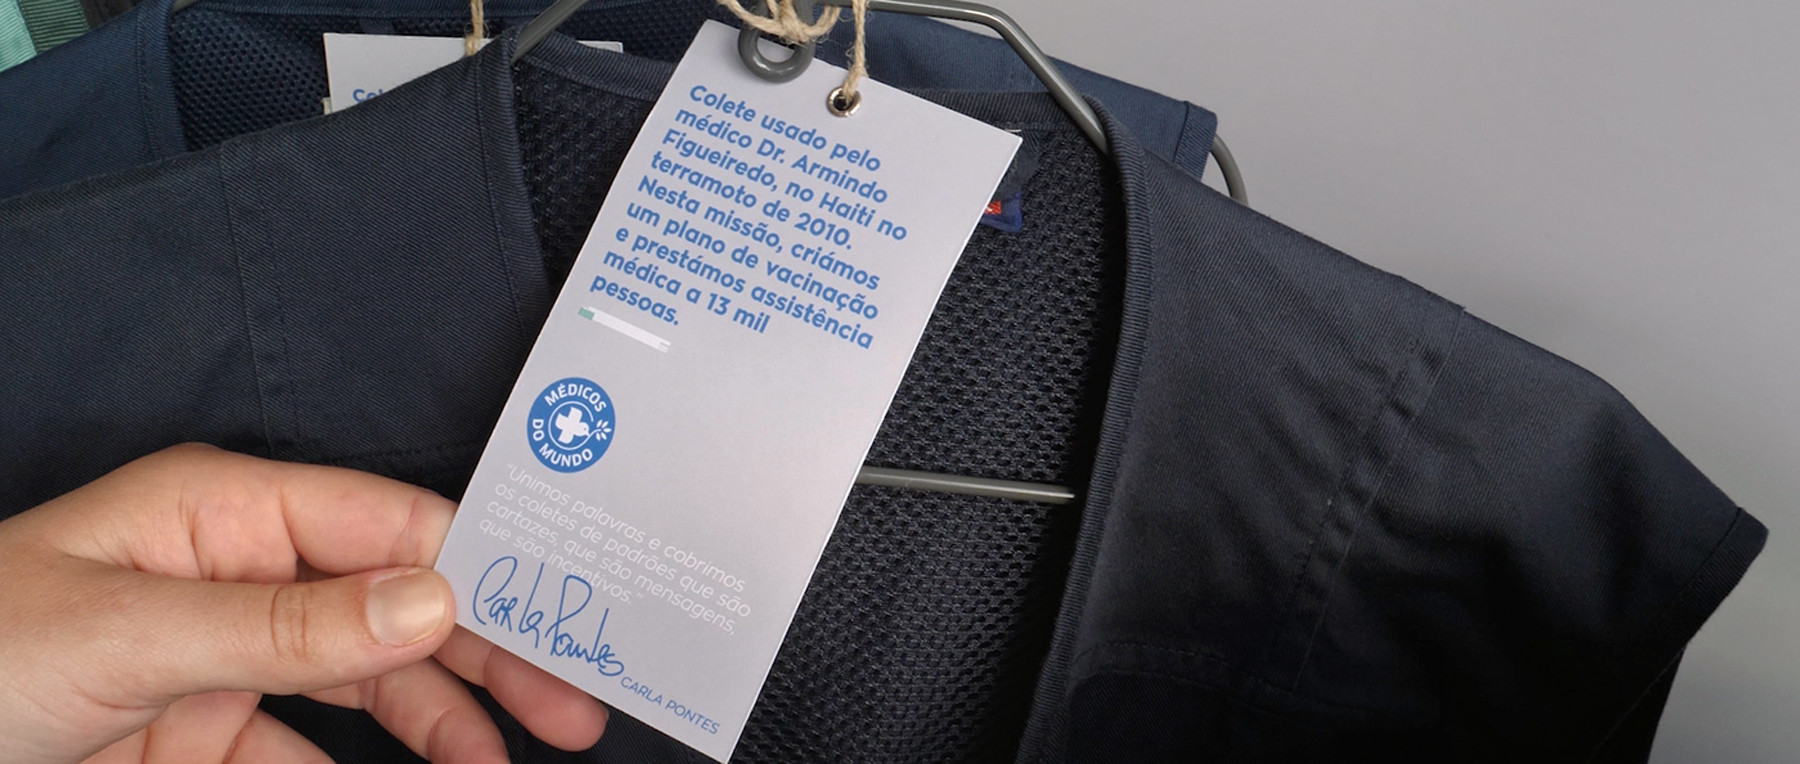 Colete usado pelo
médico Dr. Armindo
Figueiredo, no Haiti no
terramoto de 2010.
Nesta missão, criámos
um plano de vacinação
e prestámos assistência
médica a 13 mil
pessoas.
MÉDICOS
DO MUNDO
"Unimos palavras e cobrimos
os coletes de padrões que são
cartazes, que são mensagens,
que são incentivos."
Carla Pontes
CARLA PONTES